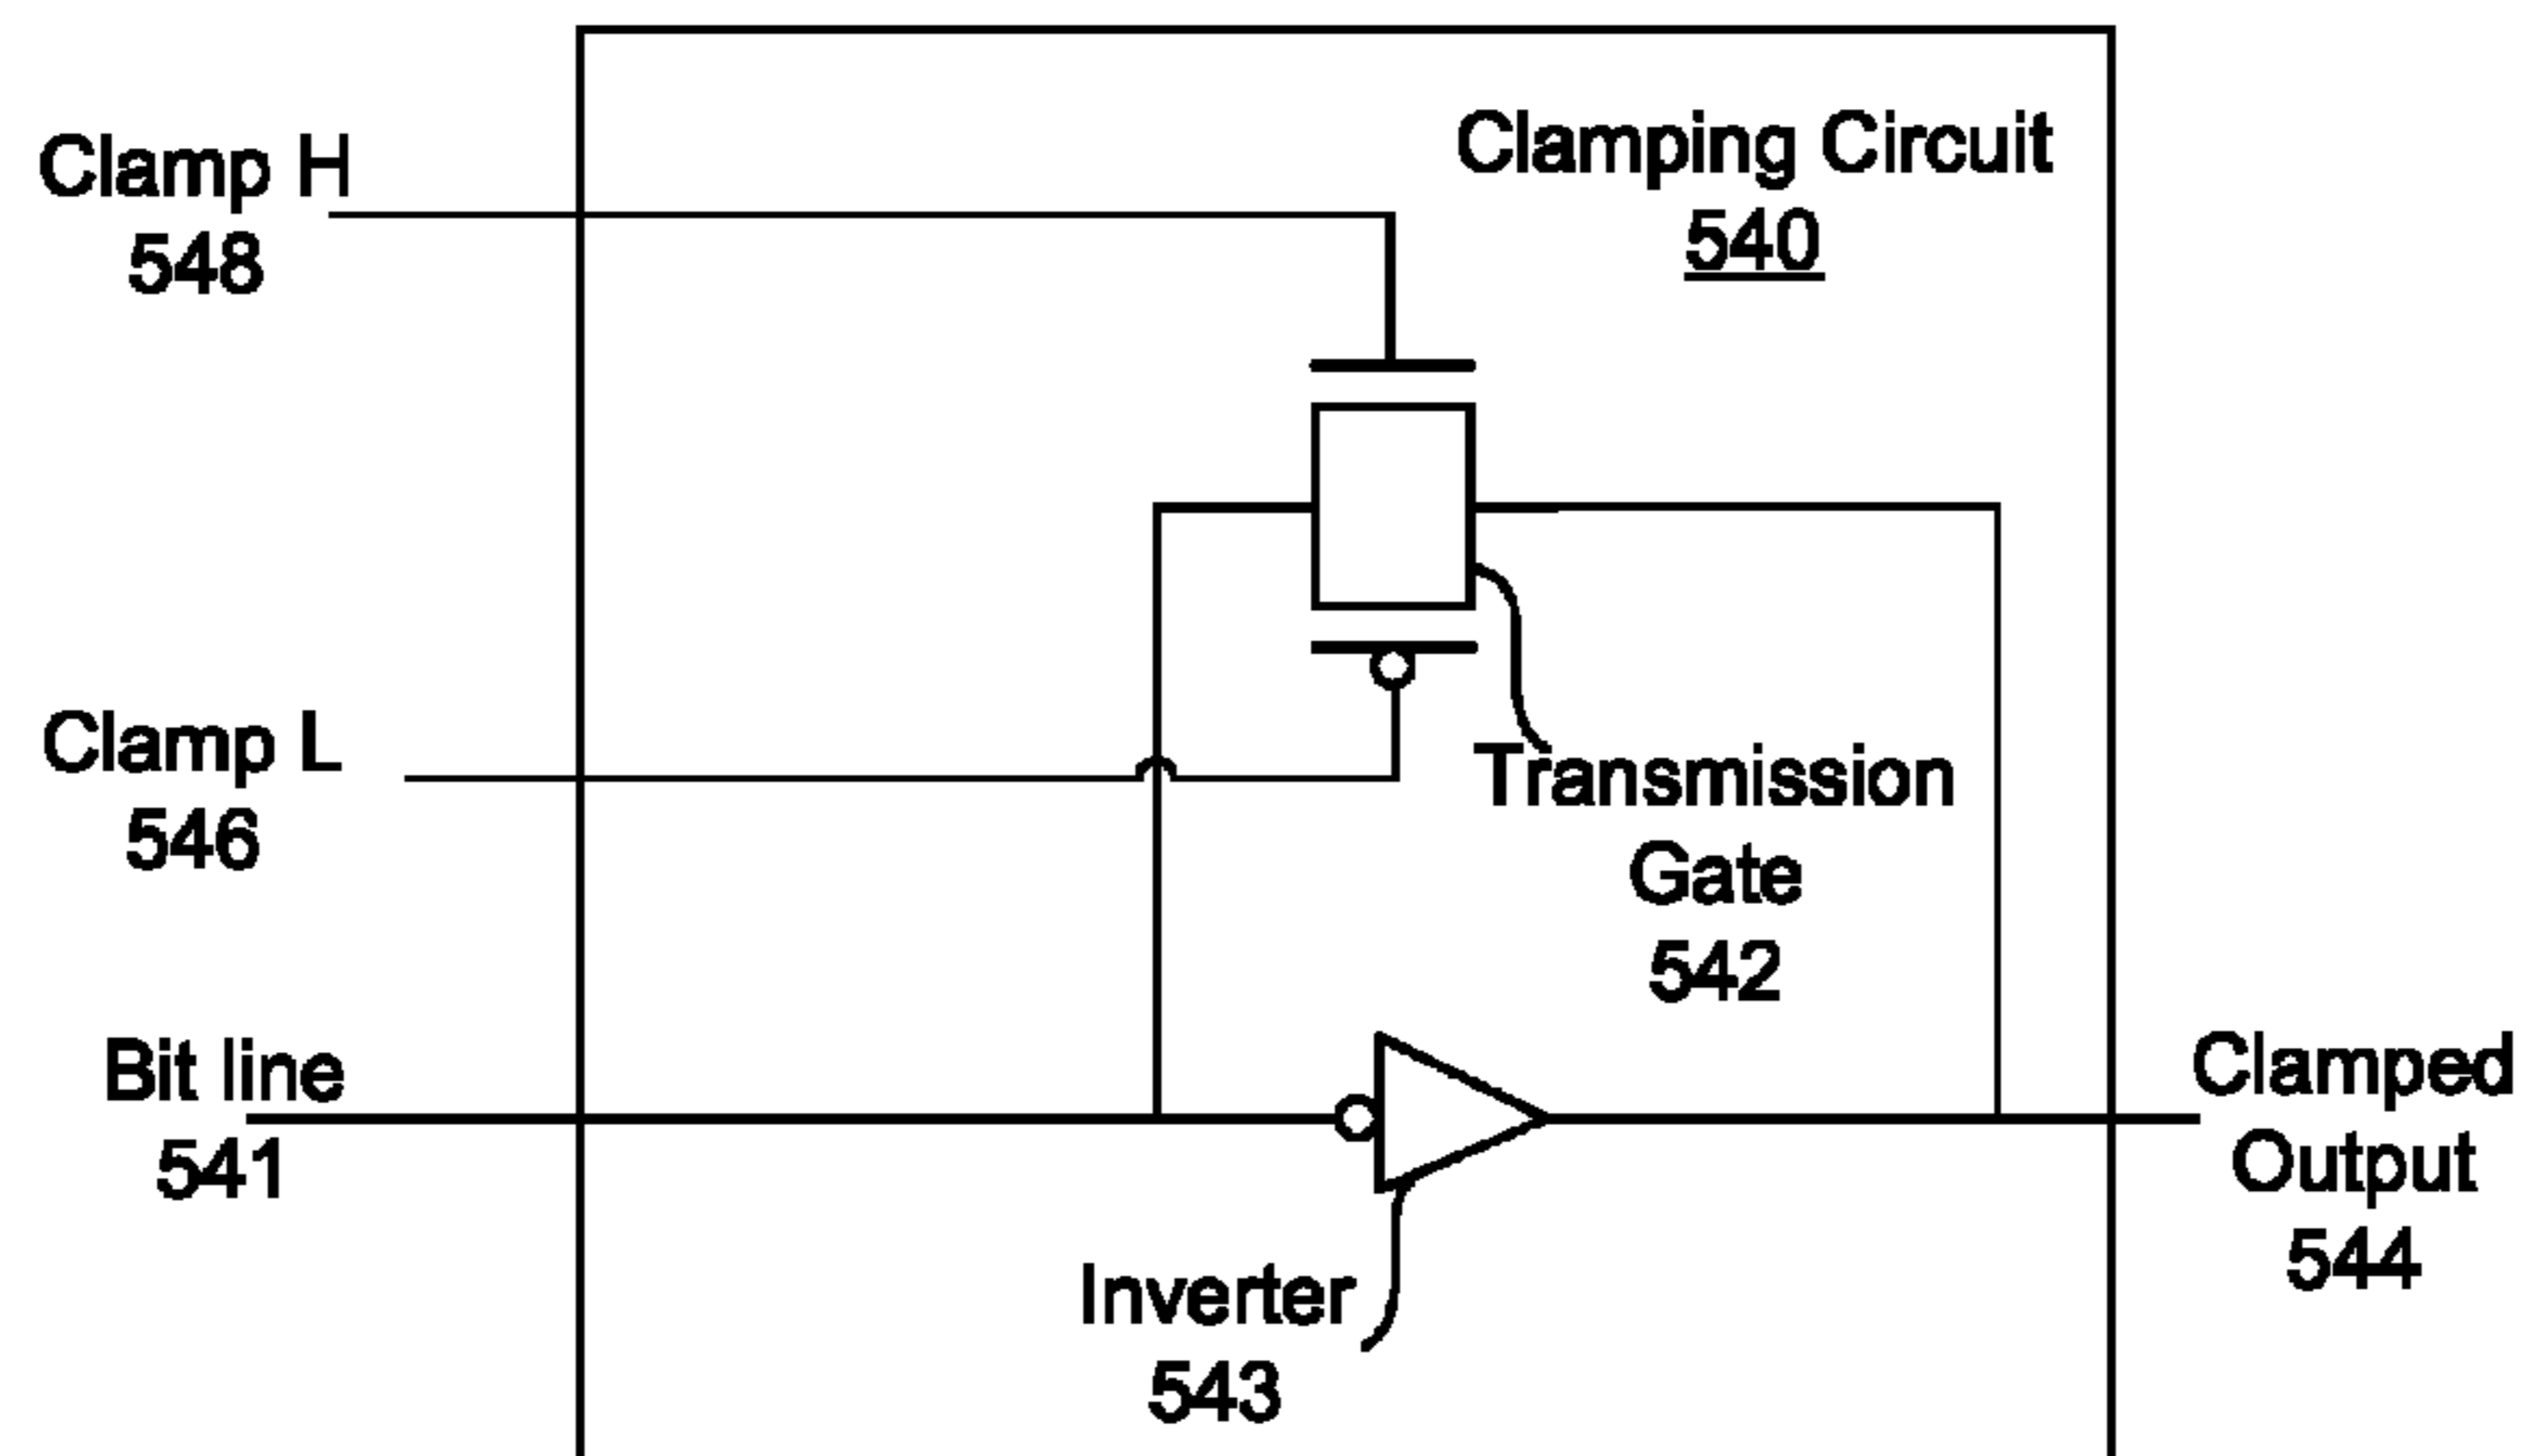 Clamp H
548
Clamping Circuit
540
Clamp L
546
Transmission
Gate
542
Bit line
541
Inverter
543
Clamped
Output
544